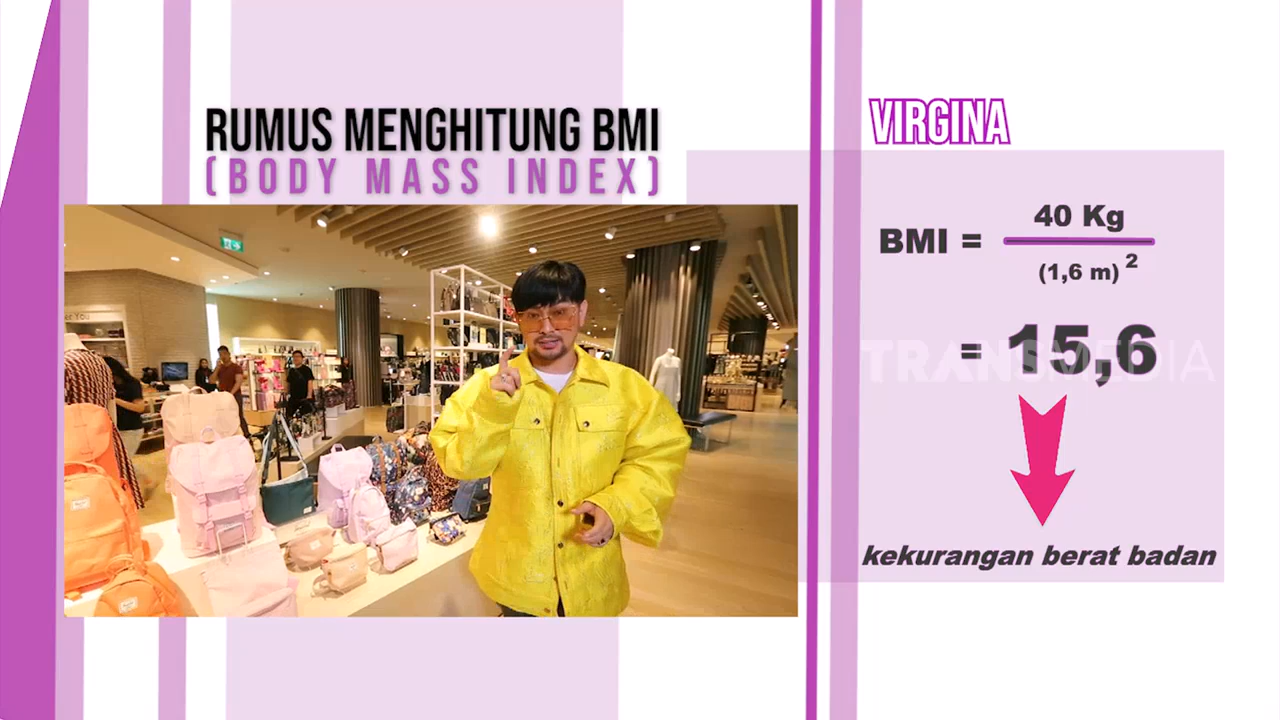 RUMUS MENGHITUNG BMI
(BODY MASS INDEX)
VIRGINA
BMI = 40 Kg
(1,6 m) 2
= 15,6
TRANSMEDIA
kekurangan berat badan